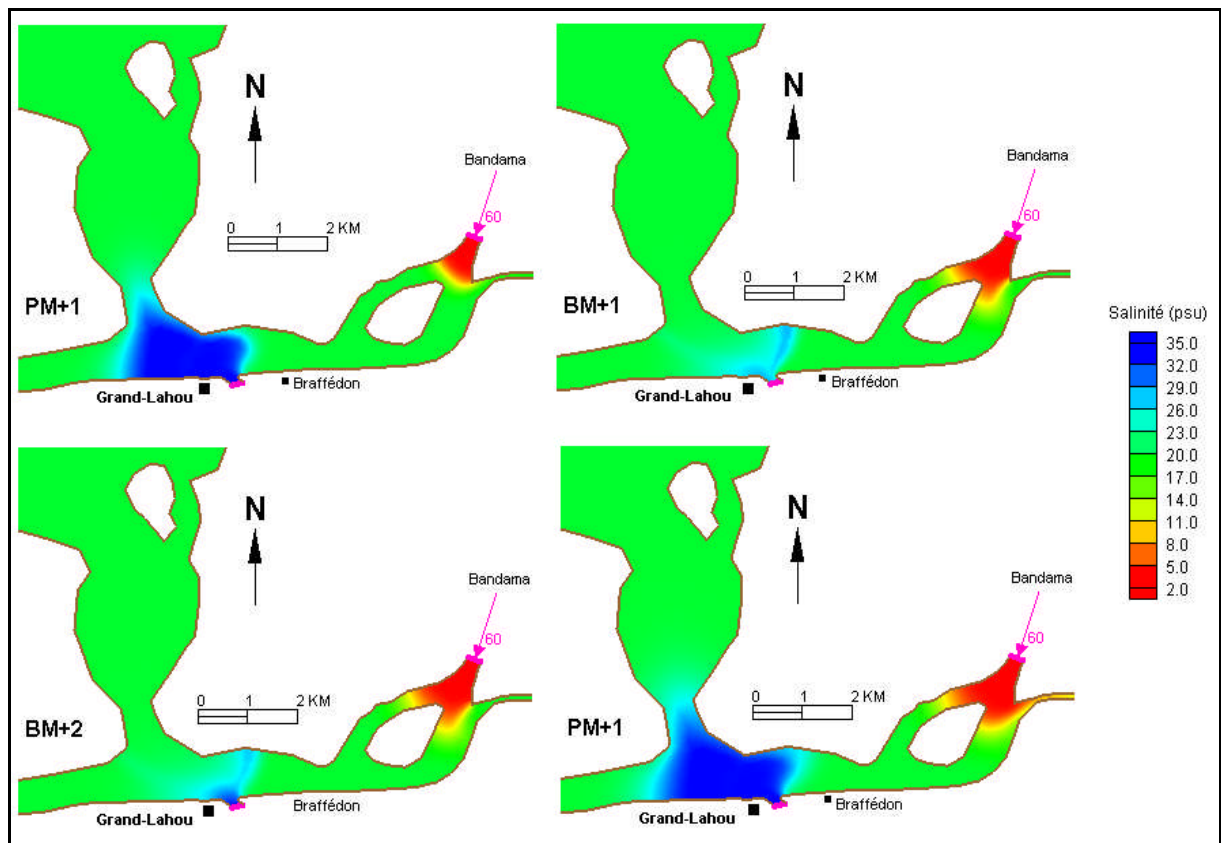 N
Bandama
60
0 1 2 KM
PM+1
Braffédon
Grand-Lahou
N
Bandama
60
0 1 2 KM
BM+1
Braffédon
Grand-Lahou
Salinité (psu)
35.0
32.0
29.0
26.0
23.0
20.0
17.0
14.0
11.0
8.0
5.0
2.0
N
Bandama
60
0 1 2 KM
BM+2
Braffédon
Grand-Lahou
N
Bandama
60
0 1 2 KM
PM+1
Braffédon
Grand-Lahou